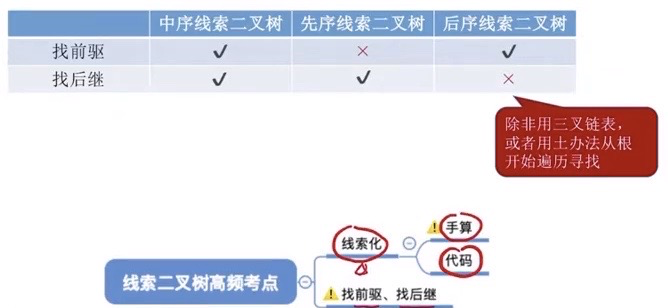 中序线索二叉树 先序线索二叉树 后序线索二叉树
找前驱 ✓ × ✓
找后继 ✓ ✓ ×
除非用三叉链表，
或者用土办法从根
开始遍历寻找
手算
线索化
代码
线索二叉树高频考点
找前驱、找后继